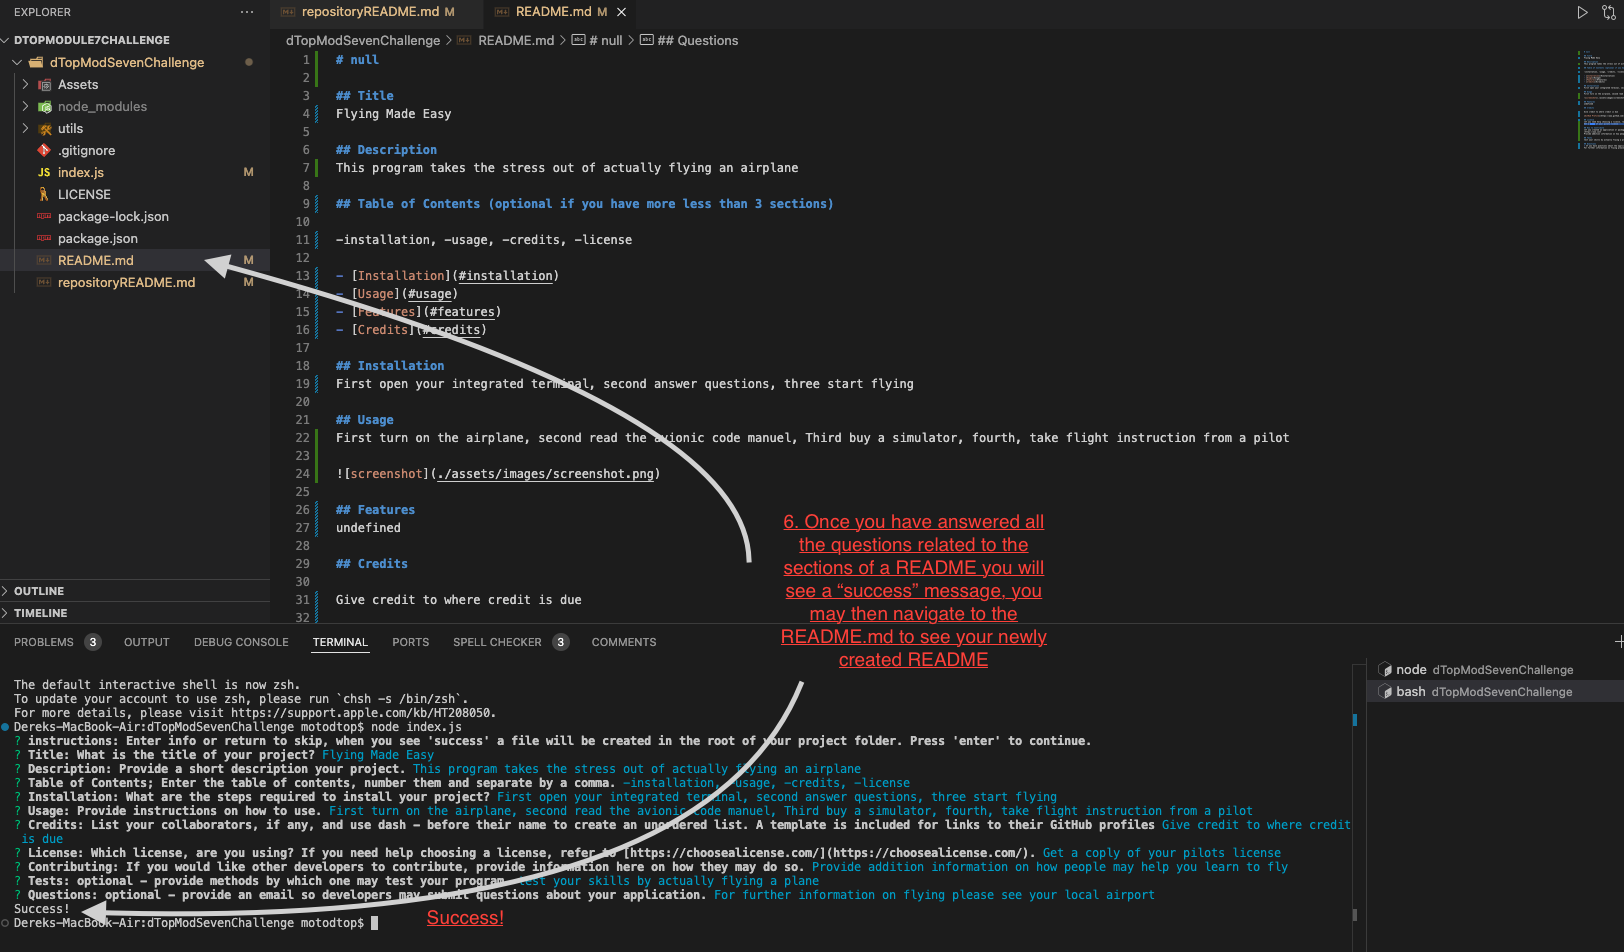 EXPLORER
repositoryREADME.md M
README.md M
DTOPMODULE7CHALLENGE
dTopModSevenChallenge
Assets
node_modules
utils
.gitignore
JS index.js M
LICENSE
package-lock.json
package.json
README.md M
repositoryREADME.md M
OUTLINE
TIMELINE
dTopModSevenChallenge > README.md > # null > ## Questions
1 # null
2
3 ## Title
4 Flying Made Easy
5
6 ## Description
7 This program takes the stress out of actually flying an airplane
8
9 ## Table of Contents (optional if you have more less than 3 sections)
10
11 -installation, -usage, -credits, -license
12
13 - [Installation](#installation)
14 - [Usage](#usage)
15 - [Features](#features)
16 - [Credits](#credits)
17
18 ## Installation
19 First open your integrated terminal, second answer questions, three start flying
20
21 ## Usage
22 First turn on the airplane, second read the avionic code manuel, Third buy a simulator, fourth, take flight instruction from a pilot
23
24 ![screenshot](./assets/images/screenshot.png)
25
26 ## Features
27 undefined
28
29 ## Credits
30
31 Give credit to where credit is due
32
6. Once you have answered all
the questions related to the
sections of a README you will
see a “success” message, you
may then navigate to the
README.md to see your newly
created README
PROBLEMS 3 OUTPUT DEBUG CONSOLE TERMINAL PORTS SPELL CHECKER 3 COMMENTS
node dTopModSevenChallenge
bash dTopModSevenChallenge
The default interactive shell is now zsh.
To update your account to use zsh, please run `chsh -s /bin/zsh`.
For more details, please visit https://support.apple.com/kb/HT208050.
Dereks-MacBook-Air:dTopModSevenChallenge motodtop$ node index.js
? instructions: Enter info or return to skip, when you see 'success' a file will be created in the root of your project folder. Press 'enter' to continue.
? Title: What is the title of your project? Flying Made Easy
? Description: Provide a short description your project. This program takes the stress out of actually flying an airplane
? Table of Contents; Enter the table of contents, number them and separate by a comma. -installation, -usage, -credits, -license
? Installation: What are the steps required to install your project? First open your integrated terminal, second answer questions, three start flying
? Usage: Provide instructions on how to use. First turn on the airplane, second read the avionic code manuel, Third buy a simulator, fourth, take flight instruction from a pilot
? Credits: List your collaborators, if any, and use dash - before their name to create an unordered list. A template is included for links to their GitHub profiles Give credit to where credit
is due
? License: Which license, are you using? If you need help choosing a license, refer to [https://choosealicense.com/](https://choosealicense.com/). Get a coply of your pilots license
? Contributing: If you would like other developers to contribute, provide information here on how they may do so. Provide addition information on how people may help you learn to fly
? Tests: optional - provide methods by which one may test your program. test your skills by actually flying a plane
? Questions: optional - provide an email so developers may submit questions about your application. For further information on flying please see your local airport
Success!
Dereks-MacBook-Air:dTopModSevenChallenge motodtop$
Success!